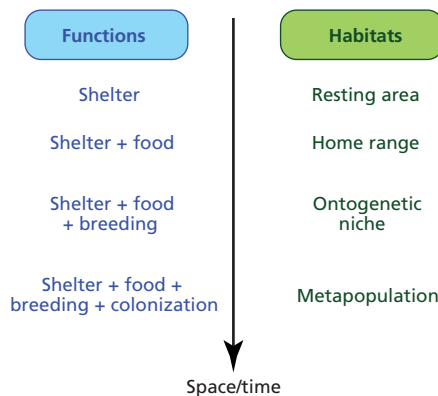 Functions
Habitats
Shelter
Resting area
Shelter + food
Home range
Shelter + food
+ breeding
Ontogenetic
niche
Shelter + food +
breeding + colonization
Metapopulation
Space/time